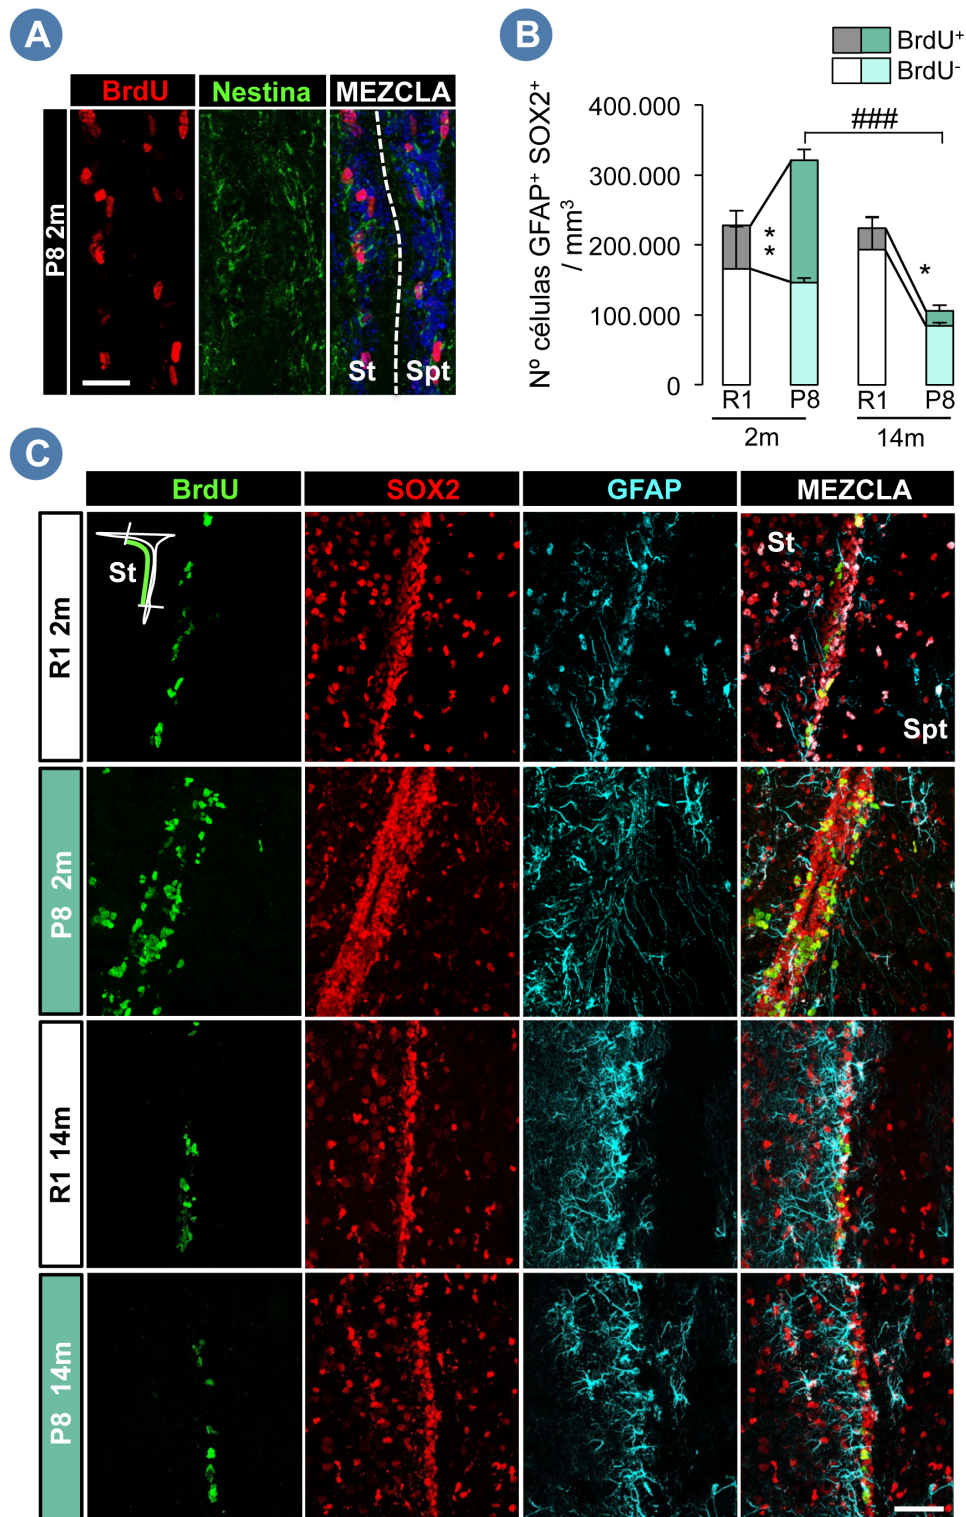 A
BrdU
Nestina
MEZCLA
P8 2m
St
Spt
B
BrdU⁺
BrdU⁻
Nº células GFAP⁺ SOX2⁺
/ mm³
400.000
300.000
200.000
100.000
0
###
**
*
R1
P8
R1
P8
2m
14m
C
BrdU
SOX2
GFAP
MEZCLA
R1 2m
St
St
Spt
P8 2m
R1 14m
P8 14m